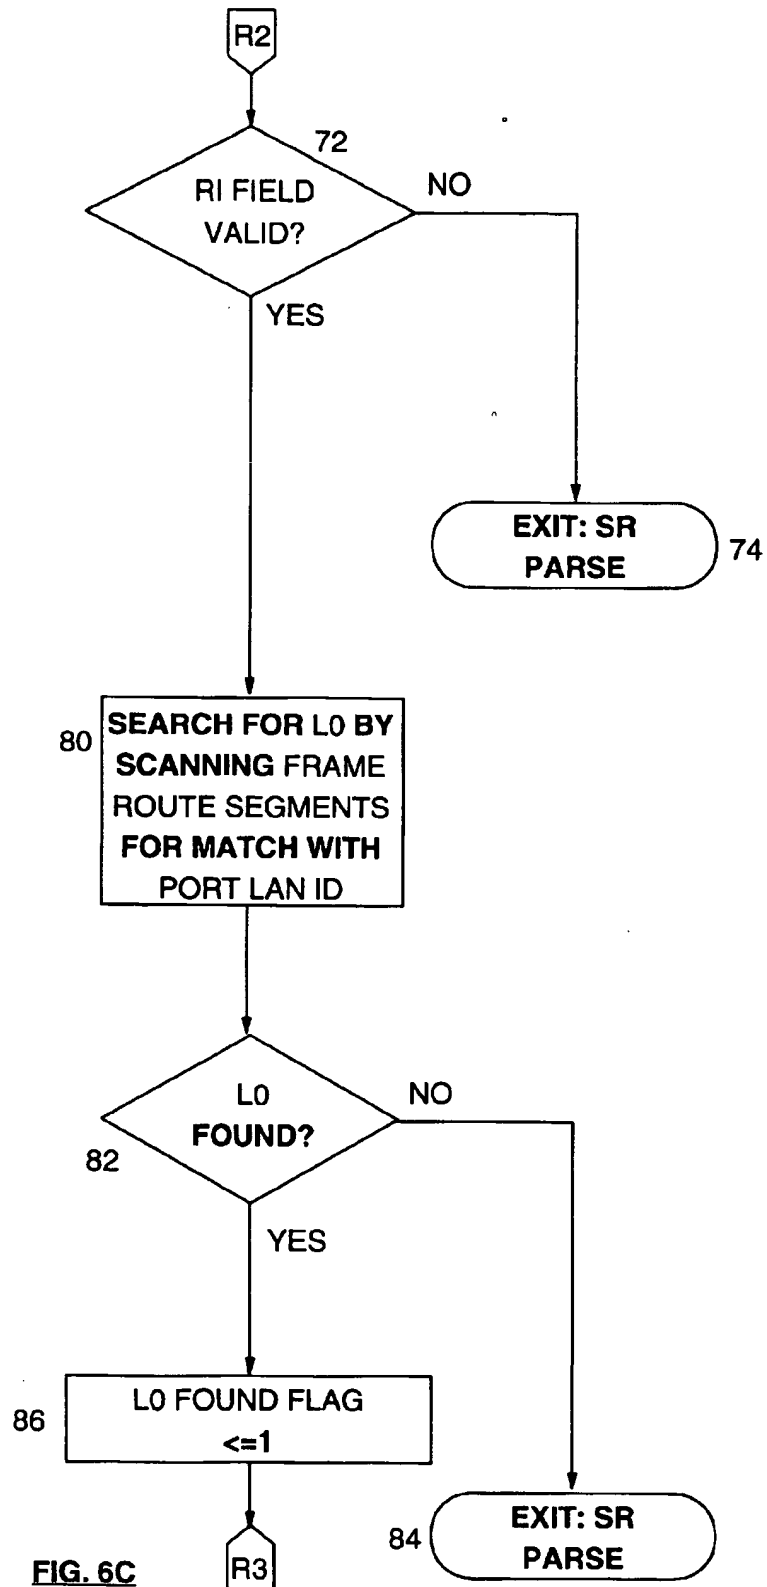 R2
72
RI FIELD
VALID?
NO
YES
EXIT: SR
PARSE
74
80
SEARCH FOR L0 BY
SCANNING FRAME
ROUTE SEGMENTS
FOR MATCH WITH
PORT LAN ID
L0
FOUND?
NO
82
YES
86
L0 FOUND FLAG
<=1
84
EXIT: SR
PARSE
R3
FIG. 6C